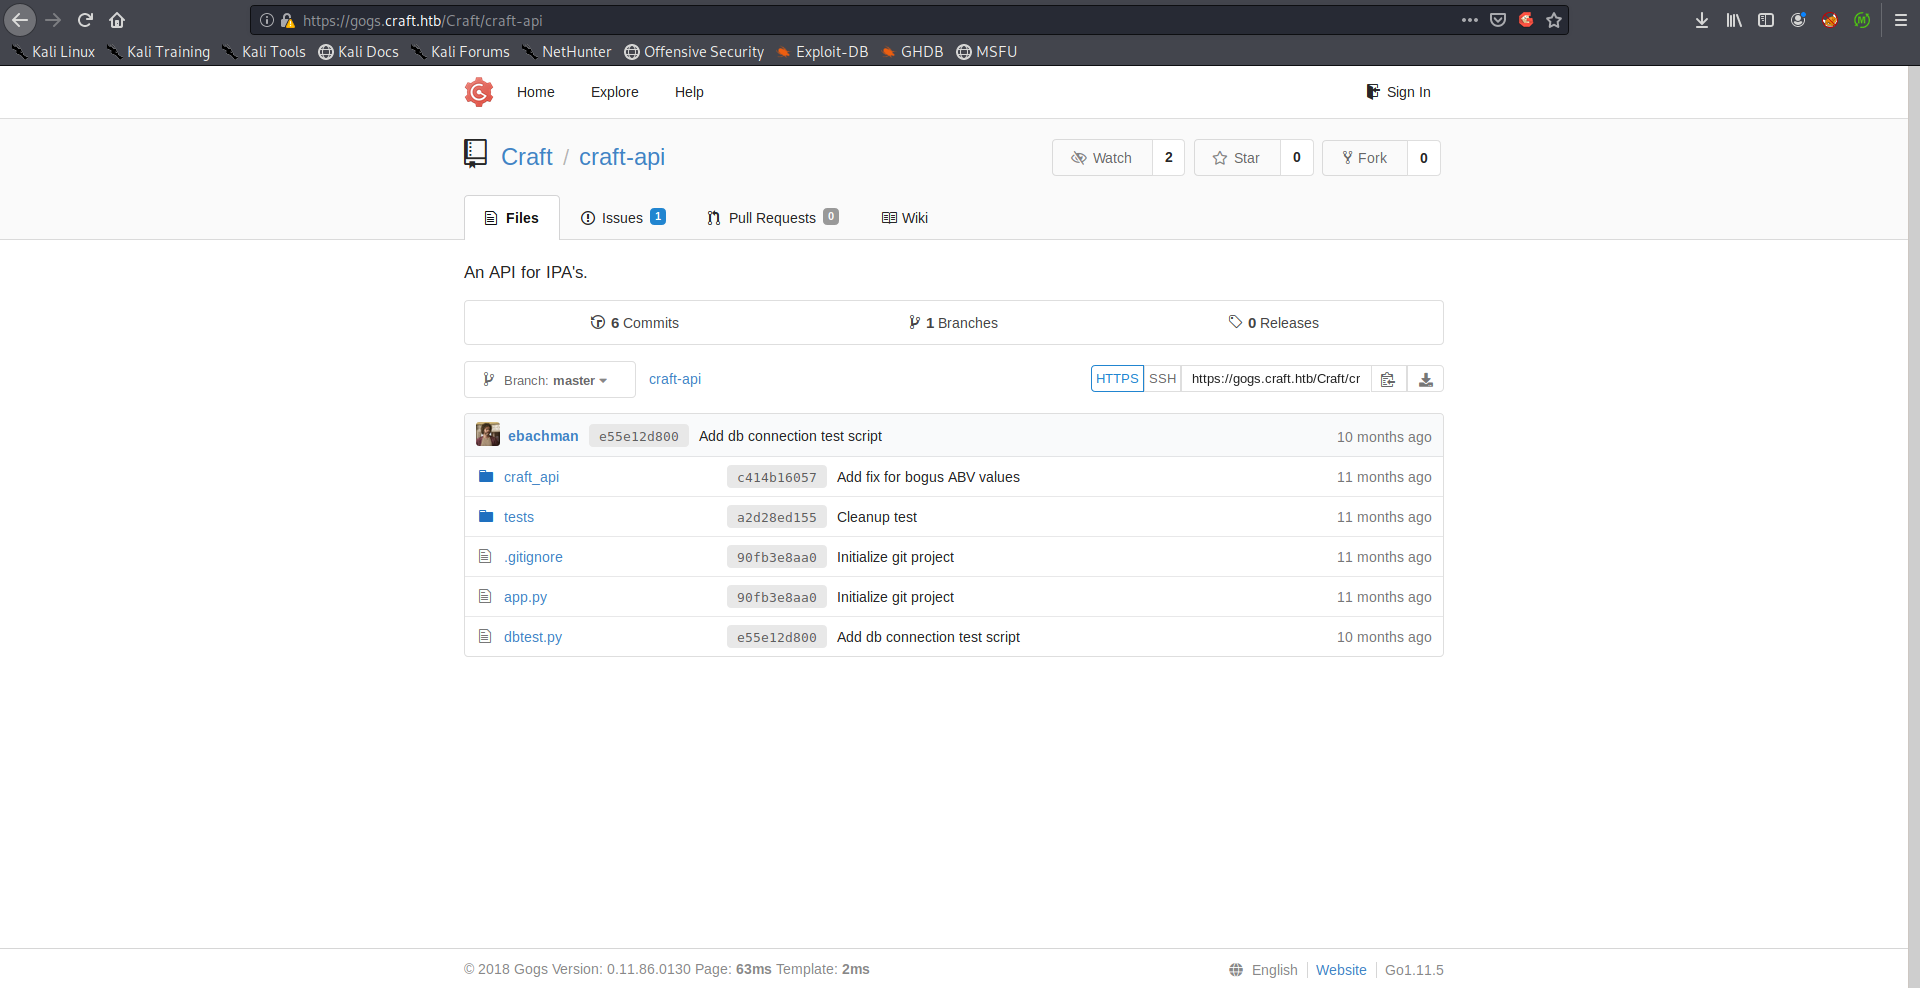 https://gogs.craft.htb/Craft/craft-api
Kali Linux Kali Training Kali Tools Kali Docs Kali Forums NetHunter Offensive Security Exploit-DB GHDB MSFU
Home Explore Help Sign In
Craft / craft-api Watch 2 Star 0 Fork 0
Files Issues 1 Pull Requests 0 Wiki
An API for IPA's.
6 Commits 1 Branches 0 Releases
Branch: master craft-api HTTPS SSH https://gogs.craft.htb/Craft/cr
ebachman e55e12d800 Add db connection test script 10 months ago
craft_api c414b16057 Add fix for bogus ABV values 11 months ago
tests a2d28ed155 Cleanup test 11 months ago
.gitignore 90fb3e8aa0 Initialize git project 11 months ago
app.py 90fb3e8aa0 Initialize git project 11 months ago
dbtest.py e55e12d800 Add db connection test script 10 months ago
© 2018 Gogs Version: 0.11.86.0130 Page: 63ms Template: 2ms English Website Go1.11.5